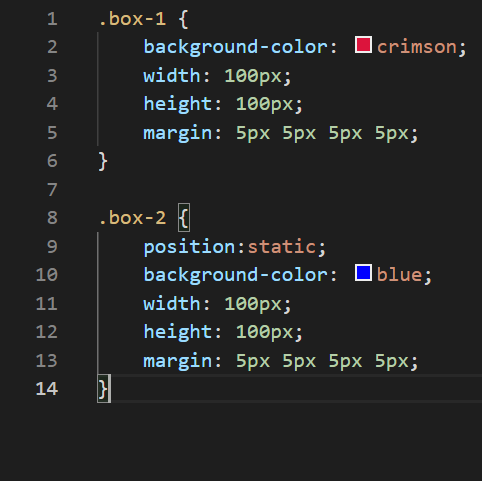 1 .box-1 {
2     background-color: crimson;
3     width: 100px;
4     height: 100px;
5     margin: 5px 5px 5px 5px;
6 }
7
8 .box-2 {
9     position:static;
10     background-color: blue;
11     width: 100px;
12     height: 100px;
13     margin: 5px 5px 5px 5px;
14 }